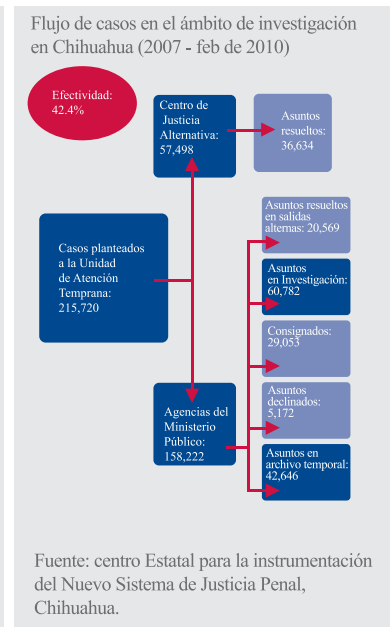 Flujo de casos en el ámbito de investigación
en Chihuahua (2007 - feb de 2010)
Efectividad:
42.4%
Centro de
Justicia
Alternativa:
57,498
Asuntos
resueltos:
36,634
Casos planteados
a la Unidad
de Atención
Temprana:
215,720
Asuntos resueltos
en salidas
alternas: 20,569
Asuntos
en Investigación:
60,782
Consignados:
29,053
Agencias del
Ministerio
Público:
158,222
Asuntos
declinados:
5,172
Asuntos en
archivo temporal:
42,646
Fuente: centro Estatal para la instrumentación
del Nuevo Sistema de Justicia Penal,
Chihuahua.